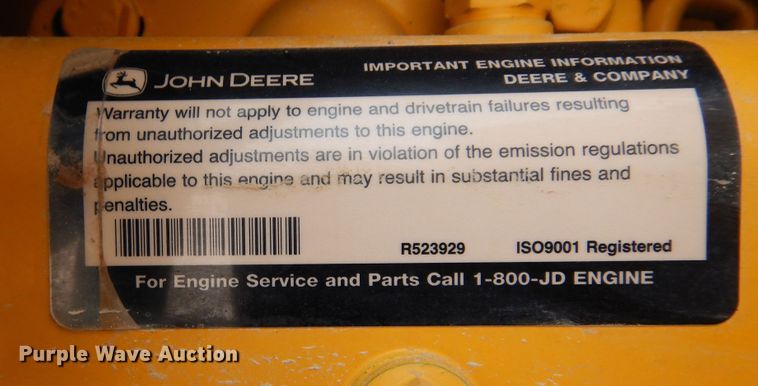 JOHN DEERE
IMPORTANT ENGINE INFORMATION
DEERE & COMPANY
Warranty will not apply to engine and drivetrain failures resulting
from unauthorized adjustments to this engine.
Unauthorized adjustments are in violation of the emission regulations
applicable to this engine and may result in substantial fines and
penalties.
R523929 ISO9001 Registered
For Engine Service and Parts Call 1-800-JD ENGINE
Purple Wave Auction